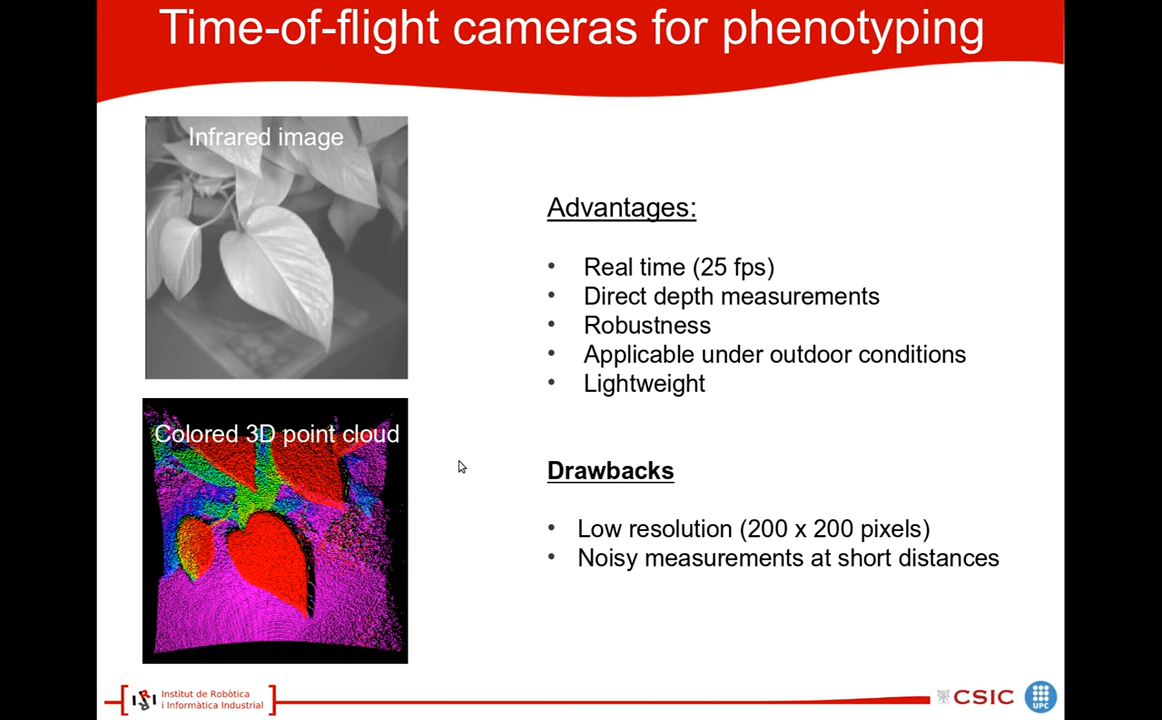 Time-of-flight cameras for phenotyping
Infrared image
Colored 3D point cloud
Advantages:
• Real time (25 fps)
• Direct depth measurements
• Robustness
• Applicable under outdoor conditions
• Lightweight
Drawbacks
• Low resolution (200 x 200 pixels)
• Noisy measurements at short distances
IRI
Institut de Robòtica
i Informàtica Industrial
CSIC
UPC